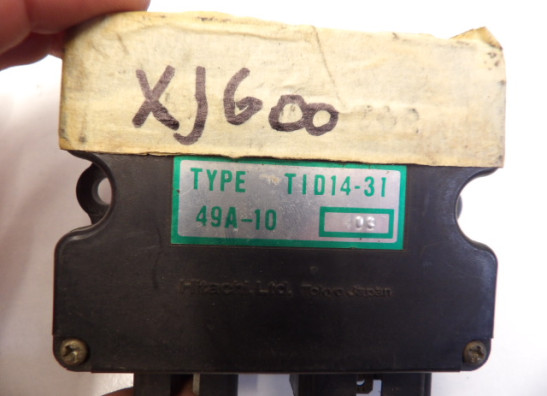 XJ600
TYPE TID14-31
49A-10 03
Hitachi, Ltd. Tokyo Japan